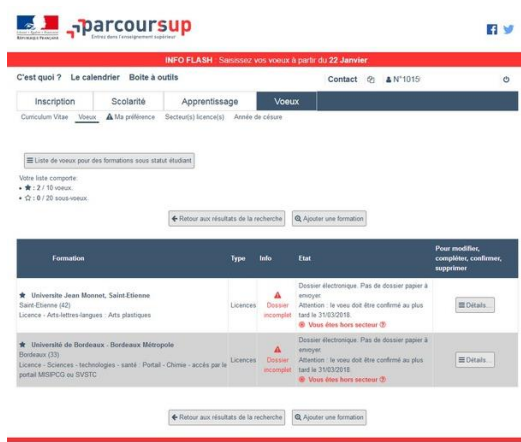 parcoursup
Entrez dans l'enseignement supérieur
RÉPUBLIQUE FRANÇAISE
INFO FLASH : Saisissez vos voeux à partir du 22 Janvier
C'est quoi ? Le calendrier Boite à outils Contact N°1015
Inscription Scolarité Apprentissage Voeux
Curriculum Vitae Voeux Ma préférence Secteur(s) licence(s) Année de césure
Liste de voeux pour des formations sous statut étudiant
Votre liste comporte:
• ★ : 2 / 10 voeux.
• ☆ : 0 / 20 sous-voeux.
Retour aux résultats de la recherche Ajouter une formation
Formation Type Info Etat Pour modifier, compléter, confirmer, supprimer
★ Universite Jean Monnet, Saint-Etienne
Saint-Etienne (42)
Licence - Arts-lettres-langues : Arts plastiques
Licences
Dossier
incomplet
Dossier électronique. Pas de dossier papier à
envoyer.
Attention : le voeu doit être confirmé au plus
tard le 31/03/2018.
Vous êtes hors secteur
Détails...
★ Université de Bordeaux - Bordeaux Métropole
Bordeaux (33)
Licence - Sciences - technologies - santé : Portail - Chimie - accès par le
portail MISIPCG ou SVSTC
Licences
Dossier
incomplet
Dossier électronique. Pas de dossier papier à
envoyer.
Attention : le voeu doit être confirmé au plus
tard le 31/03/2018.
Vous êtes hors secteur
Détails...
Retour aux résultats de la recherche Ajouter une formation